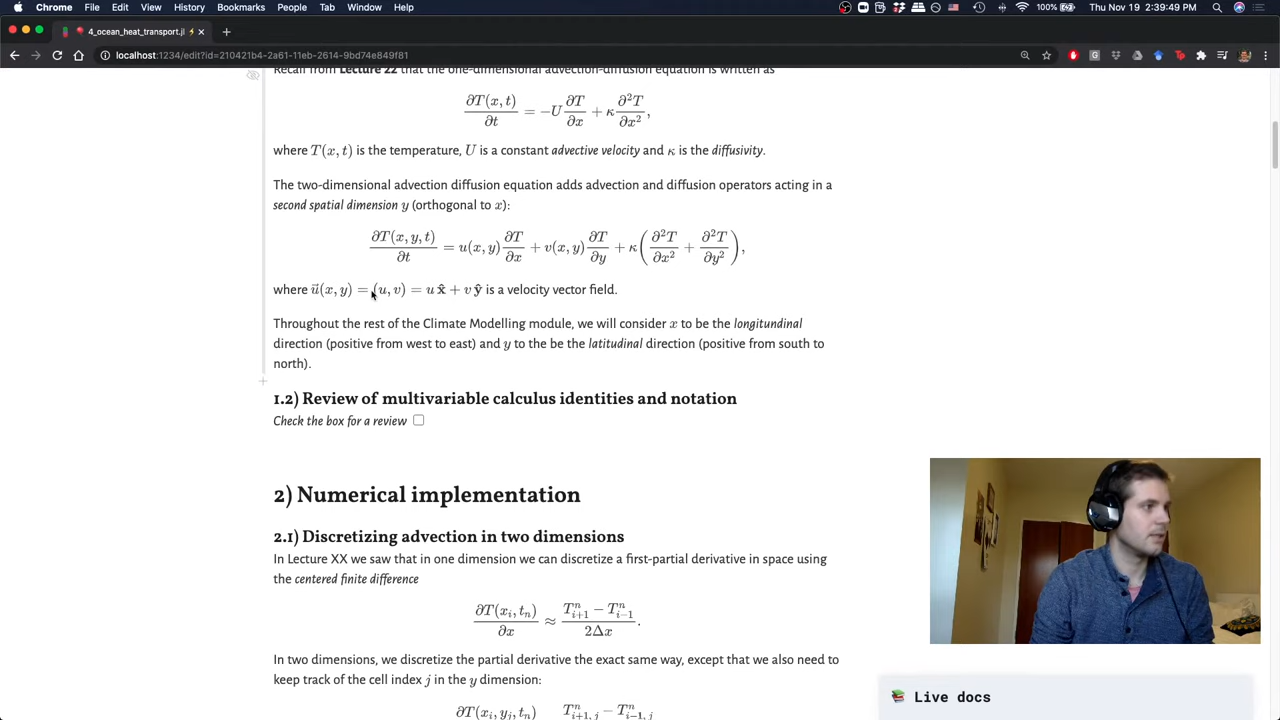 Chrome File Edit View History Bookmarks People Tab Window Help 100% Thu Nov 19 2:39:49 PM
4_ocean_heat_transport.jl
localhost:1234/edit?id=210421b4-2a61-11eb-2614-9bd74e849f81
Recall from Lecture 22 that the one-dimensional advection-diffusion equation is written as
∂T(x, t)/∂t = −U ∂T/∂x + κ ∂²T/∂x²,
where T(x, t) is the temperature, U is a constant advective velocity and κ is the diffusivity.
The two-dimensional advection diffusion equation adds advection and diffusion operators acting in a
second spatial dimension y (orthogonal to x):
∂T(x, y, t)/∂t = u(x, y) ∂T/∂x + v(x, y) ∂T/∂y + κ(∂²T/∂x² + ∂²T/∂y²),
where u⃗(x, y) = (u, v) = u x̂ + v ŷ is a velocity vector field.
Throughout the rest of the Climate Modelling module, we will consider x to be the longitundinal
direction (positive from west to east) and y to the be the latitudinal direction (positive from south to
north).
1.2) Review of multivariable calculus identities and notation
Check the box for a review
2) Numerical implementation
2.1) Discretizing advection in two dimensions
In Lecture XX we saw that in one dimension we can discretize a first-partial derivative in space using
the centered finite difference
∂T(xᵢ, tₙ)/∂x ≈ (Tⁿᵢ₊₁ − Tⁿᵢ₋₁)/2Δx.
In two dimensions, we discretize the partial derivative the exact same way, except that we also need to
keep track of the cell index j in the y dimension:
∂T(xᵢ, yⱼ, tₙ) Tⁿᵢ₊₁, ⱼ − Tⁿᵢ₋₁, ⱼ
Live docs